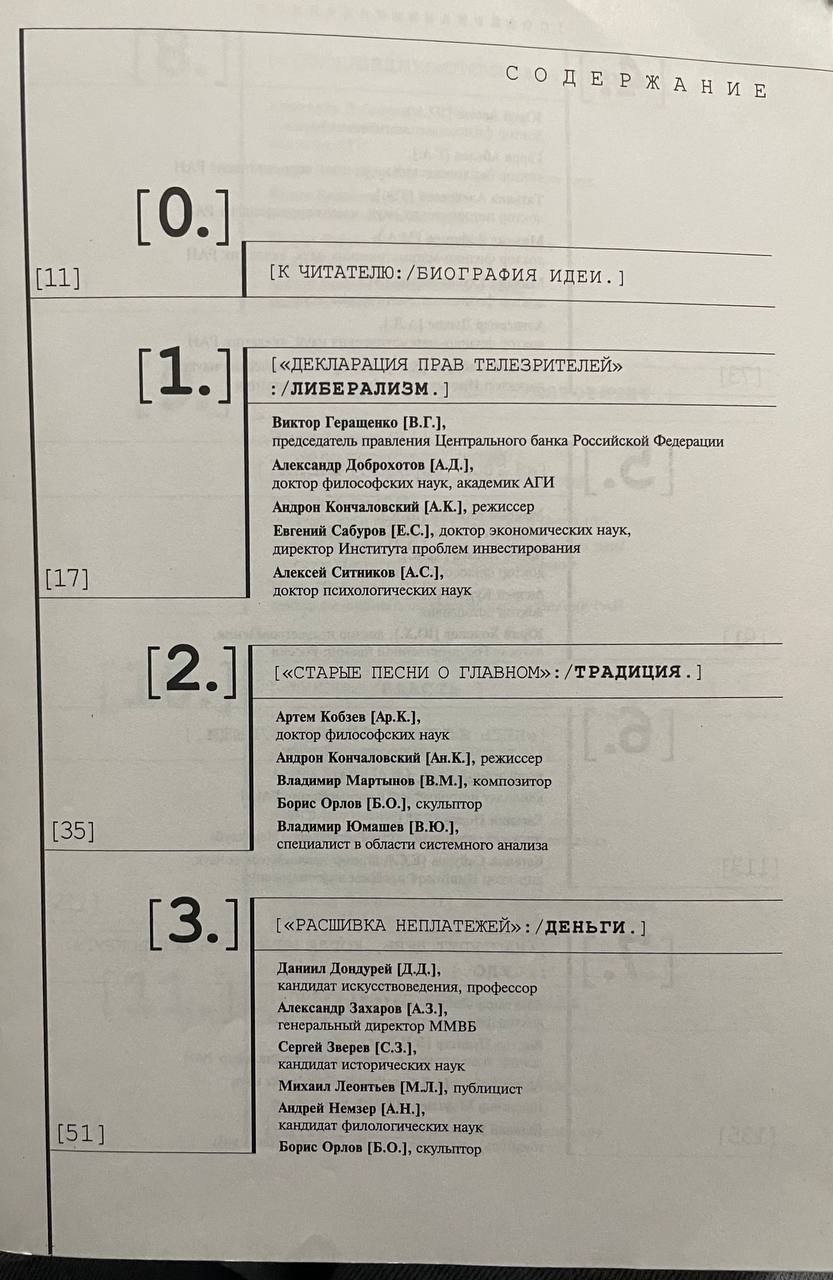 СОДЕРЖАНИЕ
[0.]
[11]
[К ЧИТАТЕЛЮ:/БИОГРАФИЯ ИДЕИ.]
[1.]
[«ДЕКЛАРАЦИЯ ПРАВ ТЕЛЕЗРИТЕЛЕЙ»
:/ЛИБЕРАЛИЗМ.]
Виктор Геращенко [В.Г.],
председатель правления Центрального банка Российской Федерации
Александр Доброхотов [А.Д.],
доктор философских наук, академик АГИ
Андрон Кончаловский [А.К.], режиссер
Евгений Сабуров [Е.С.], доктор экономических наук,
директор Института проблем инвестирования
Алексей Ситников [А.С.],
доктор психологических наук
[17]
[2.]
[«СТАРЫЕ ПЕСНИ О ГЛАВНОМ»:/ТРАДИЦИЯ.]
Артем Кобзев [Ар.К.],
доктор философских наук
Андрон Кончаловский [Ан.К.], режиссер
Владимир Мартынов [В.М.], композитор
Борис Орлов [Б.О.], скульптор
Владимир Юмашев [В.Ю.],
специалист в области системного анализа
[35]
[3.]
[«РАСШИВКА НЕПЛАТЕЖЕЙ»:/ДЕНЬГИ.]
Даниил Дондурей [Д.Д.],
кандидат искусствоведения, профессор
Александр Захаров [А.З.],
генеральный директор ММВБ
Сергей Зверев [С.З.],
кандидат исторических наук
Михаил Леонтьев [М.Л.], публицист
Андрей Немзер [А.Н.],
кандидат филологических наук
Борис Орлов [Б.О.], скульптор
[51]